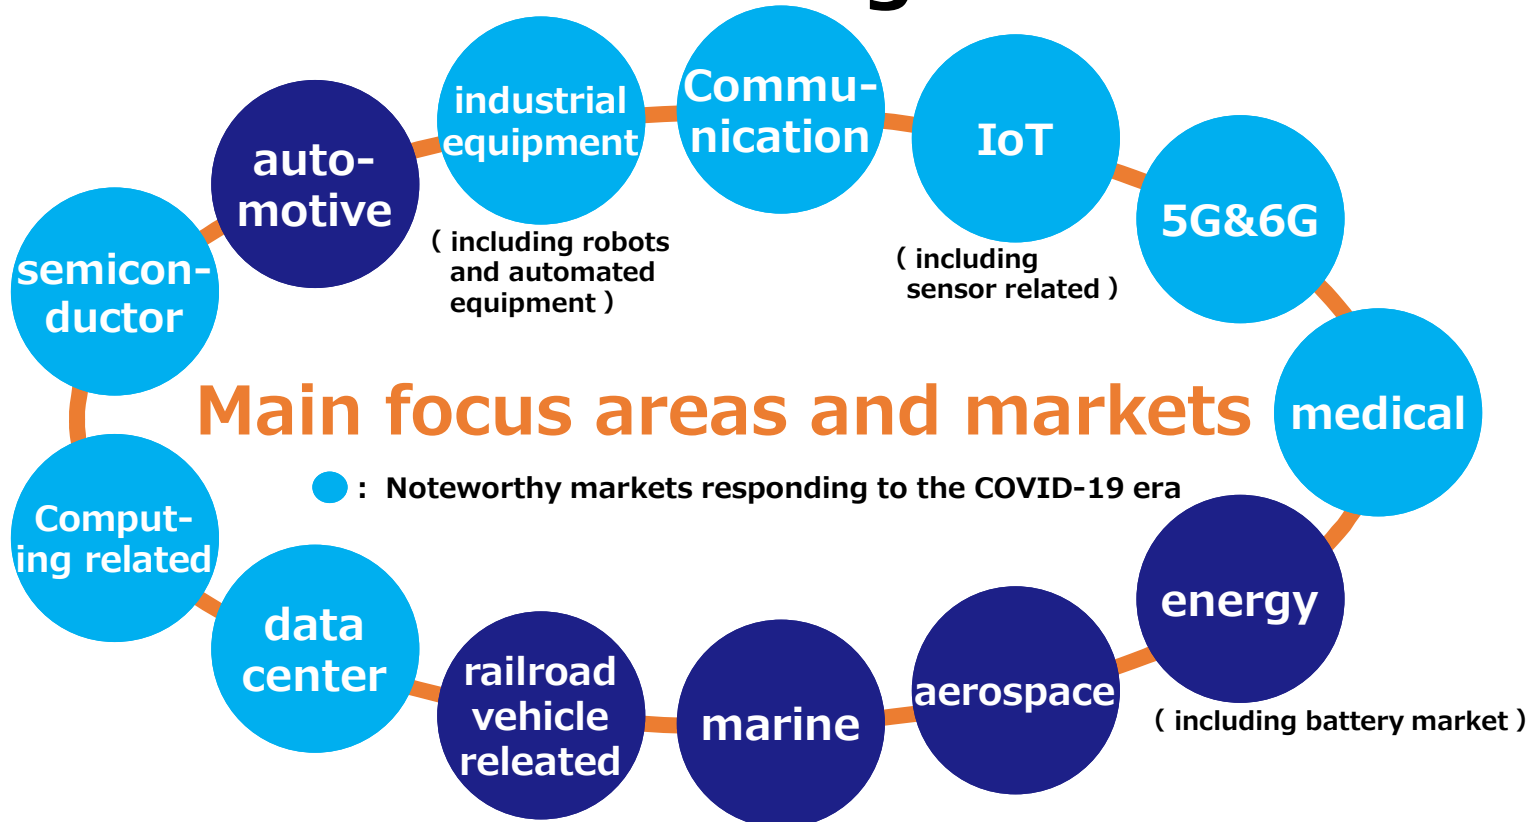 industrial
equipment
Commu-
nication
IoT
auto-
motive
5G&6G
( including robots
and automated
equipment )
( including
sensor related )
semicon-
ductor
Main focus areas and markets
medical
: Noteworthy markets responding to the COVID-19 era
Comput-
ing related
energy
data
center
railroad
vehicle
releated
marine
aerospace
( including battery market )